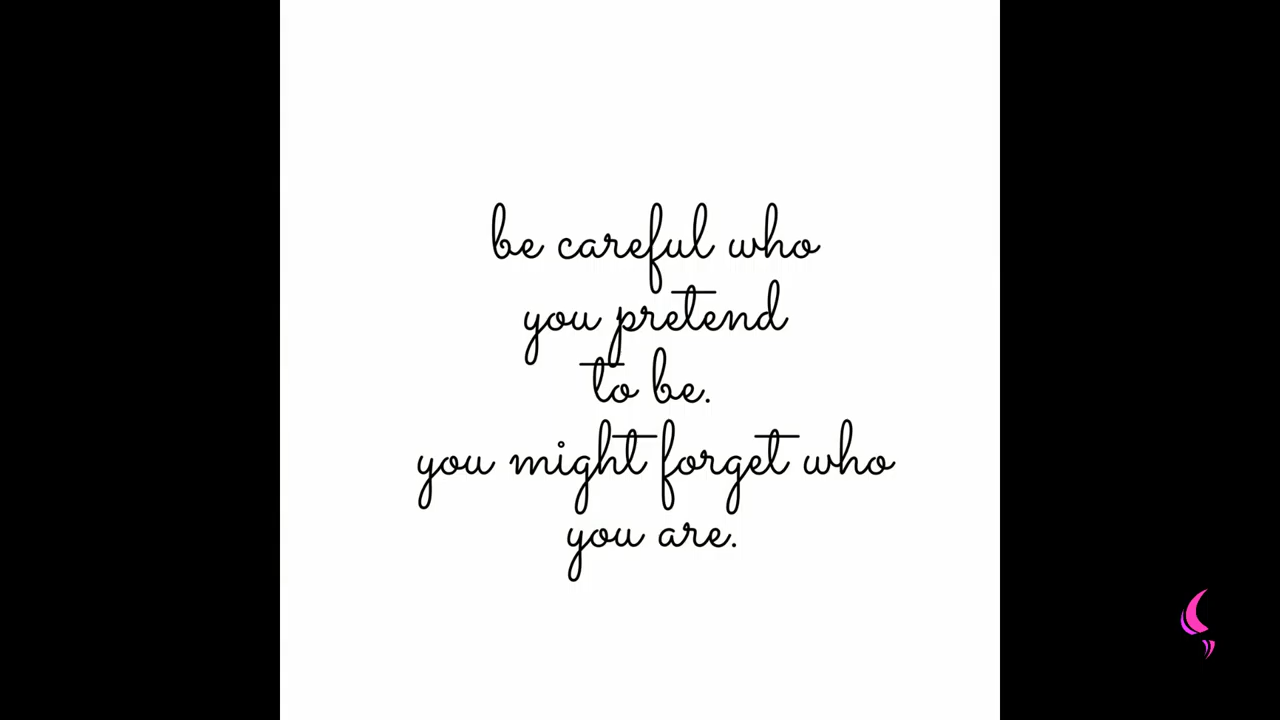 be careful who
you pretend
to be.
you might forget who
you are.